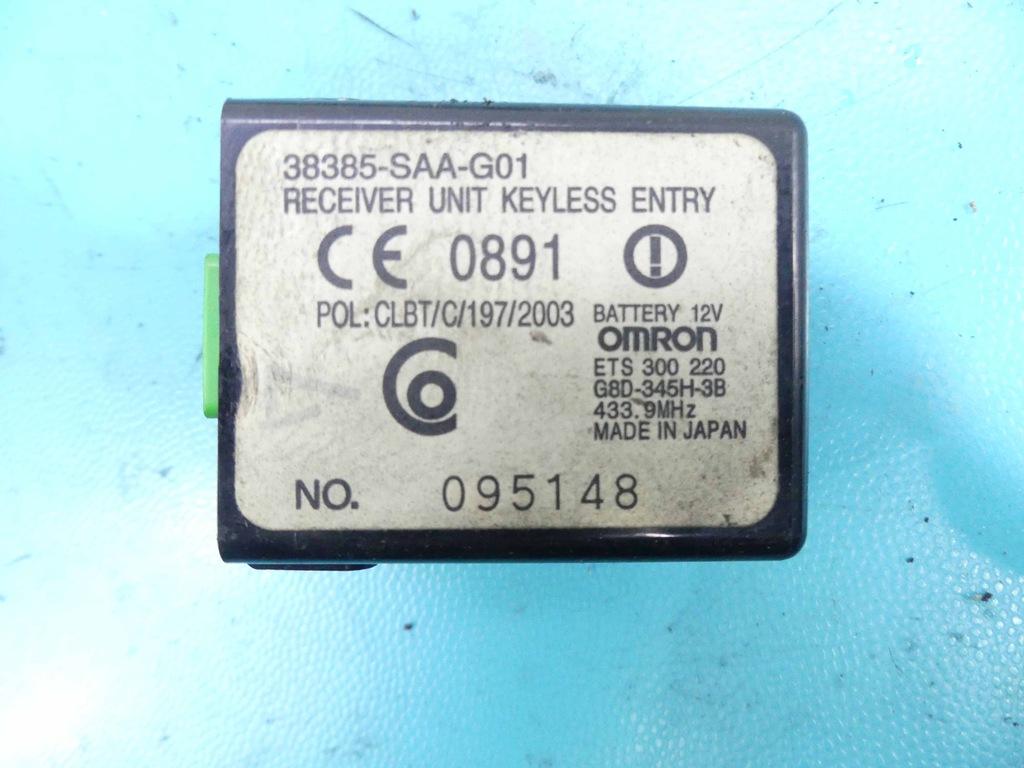 38385-SAA-G01
RECEIVER UNIT KEYLESS ENTRY
CE 0891
POL: CLBT/C/197/2003
BATTERY 12V
OMRON
ETS 300 220
G8D-345H-3B
433.9MHz
MADE IN JAPAN
NO. 095148